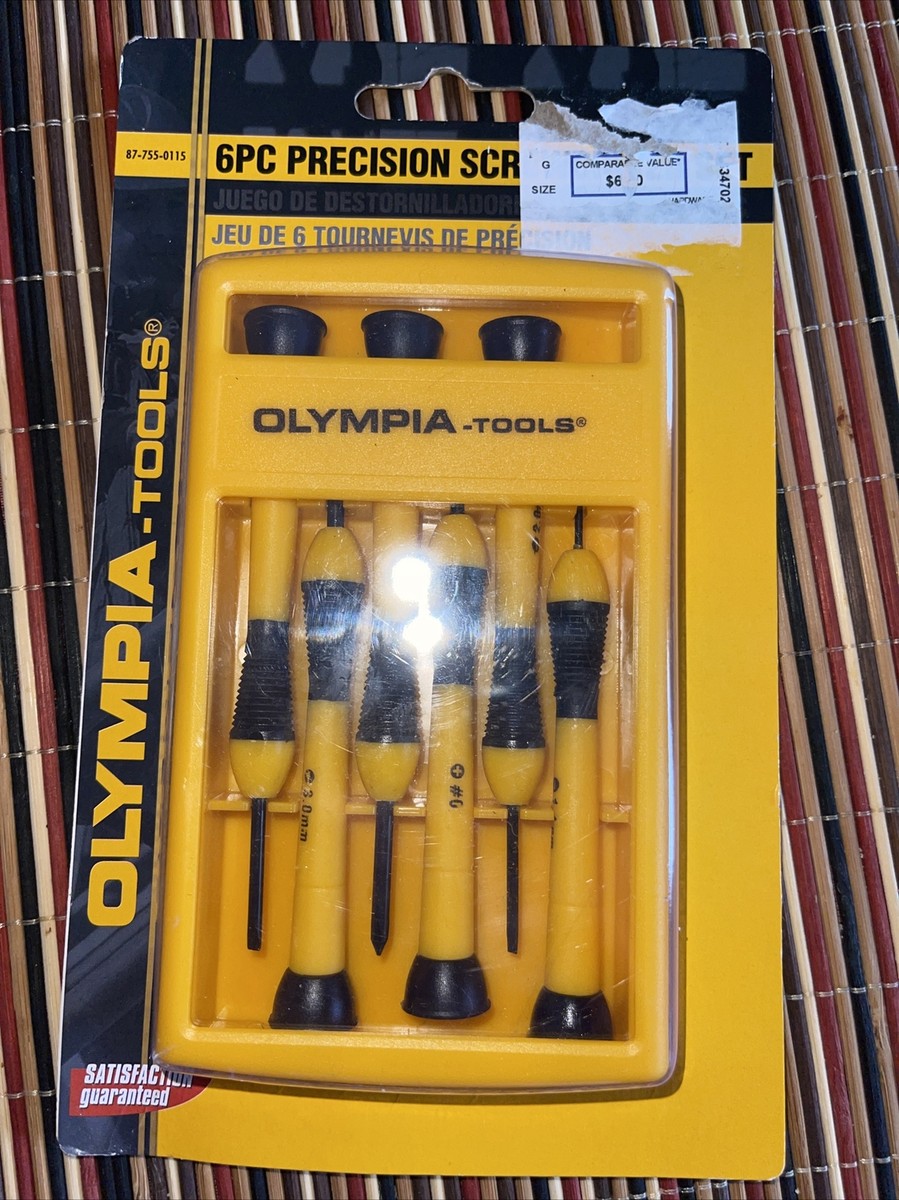 87-755-0115
6PC PRECISION SCR T
JUEGO DE DESTORNILLADOR
JEU DE 6 TOURNEVIS DE PRÉCISION
G
SIZE
COMPARABLE VALUE*
34702
OLYMPIA-TOOLS®
OLYMPIA-TOOLS®
3.0mm
#0
SATISFACTION
guaranteed